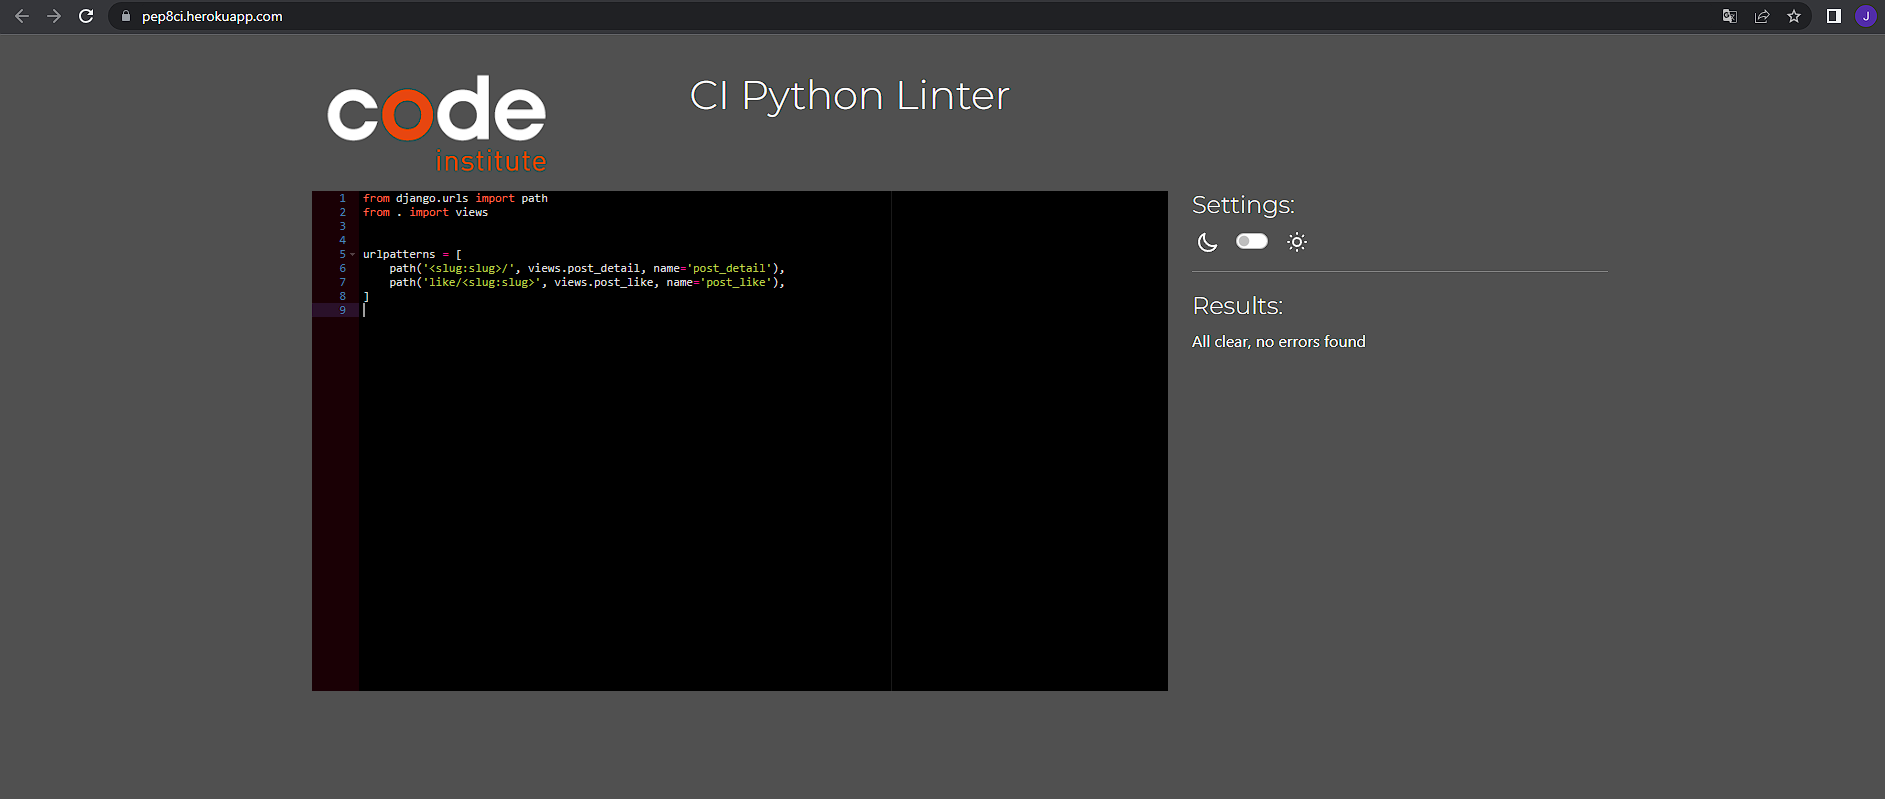 pep8ci.herokuapp.com
J
code
institute
CI Python Linter
1 from django.urls import path
2 from . import views
3
4
5 urlpatterns = [
6     path('<slug:slug>/', views.post_detail, name='post_detail'),
7     path('like/<slug:slug>', views.post_like, name='post_like'),
8 ]
9
Settings:
Results:
All clear, no errors found